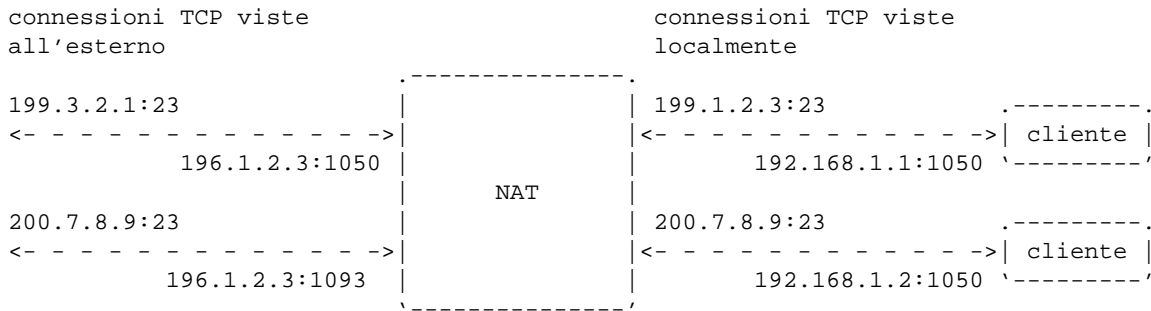 connessioni TCP viste all'esterno
connessioni TCP viste localmente
199.3.2.1:23
199.1.2.3:23
cliente
196.1.2.3:1050
192.168.1.1:1050
NAT
200.7.8.9:23
200.7.8.9:23
cliente
196.1.2.3:1093
192.168.1.2:1050